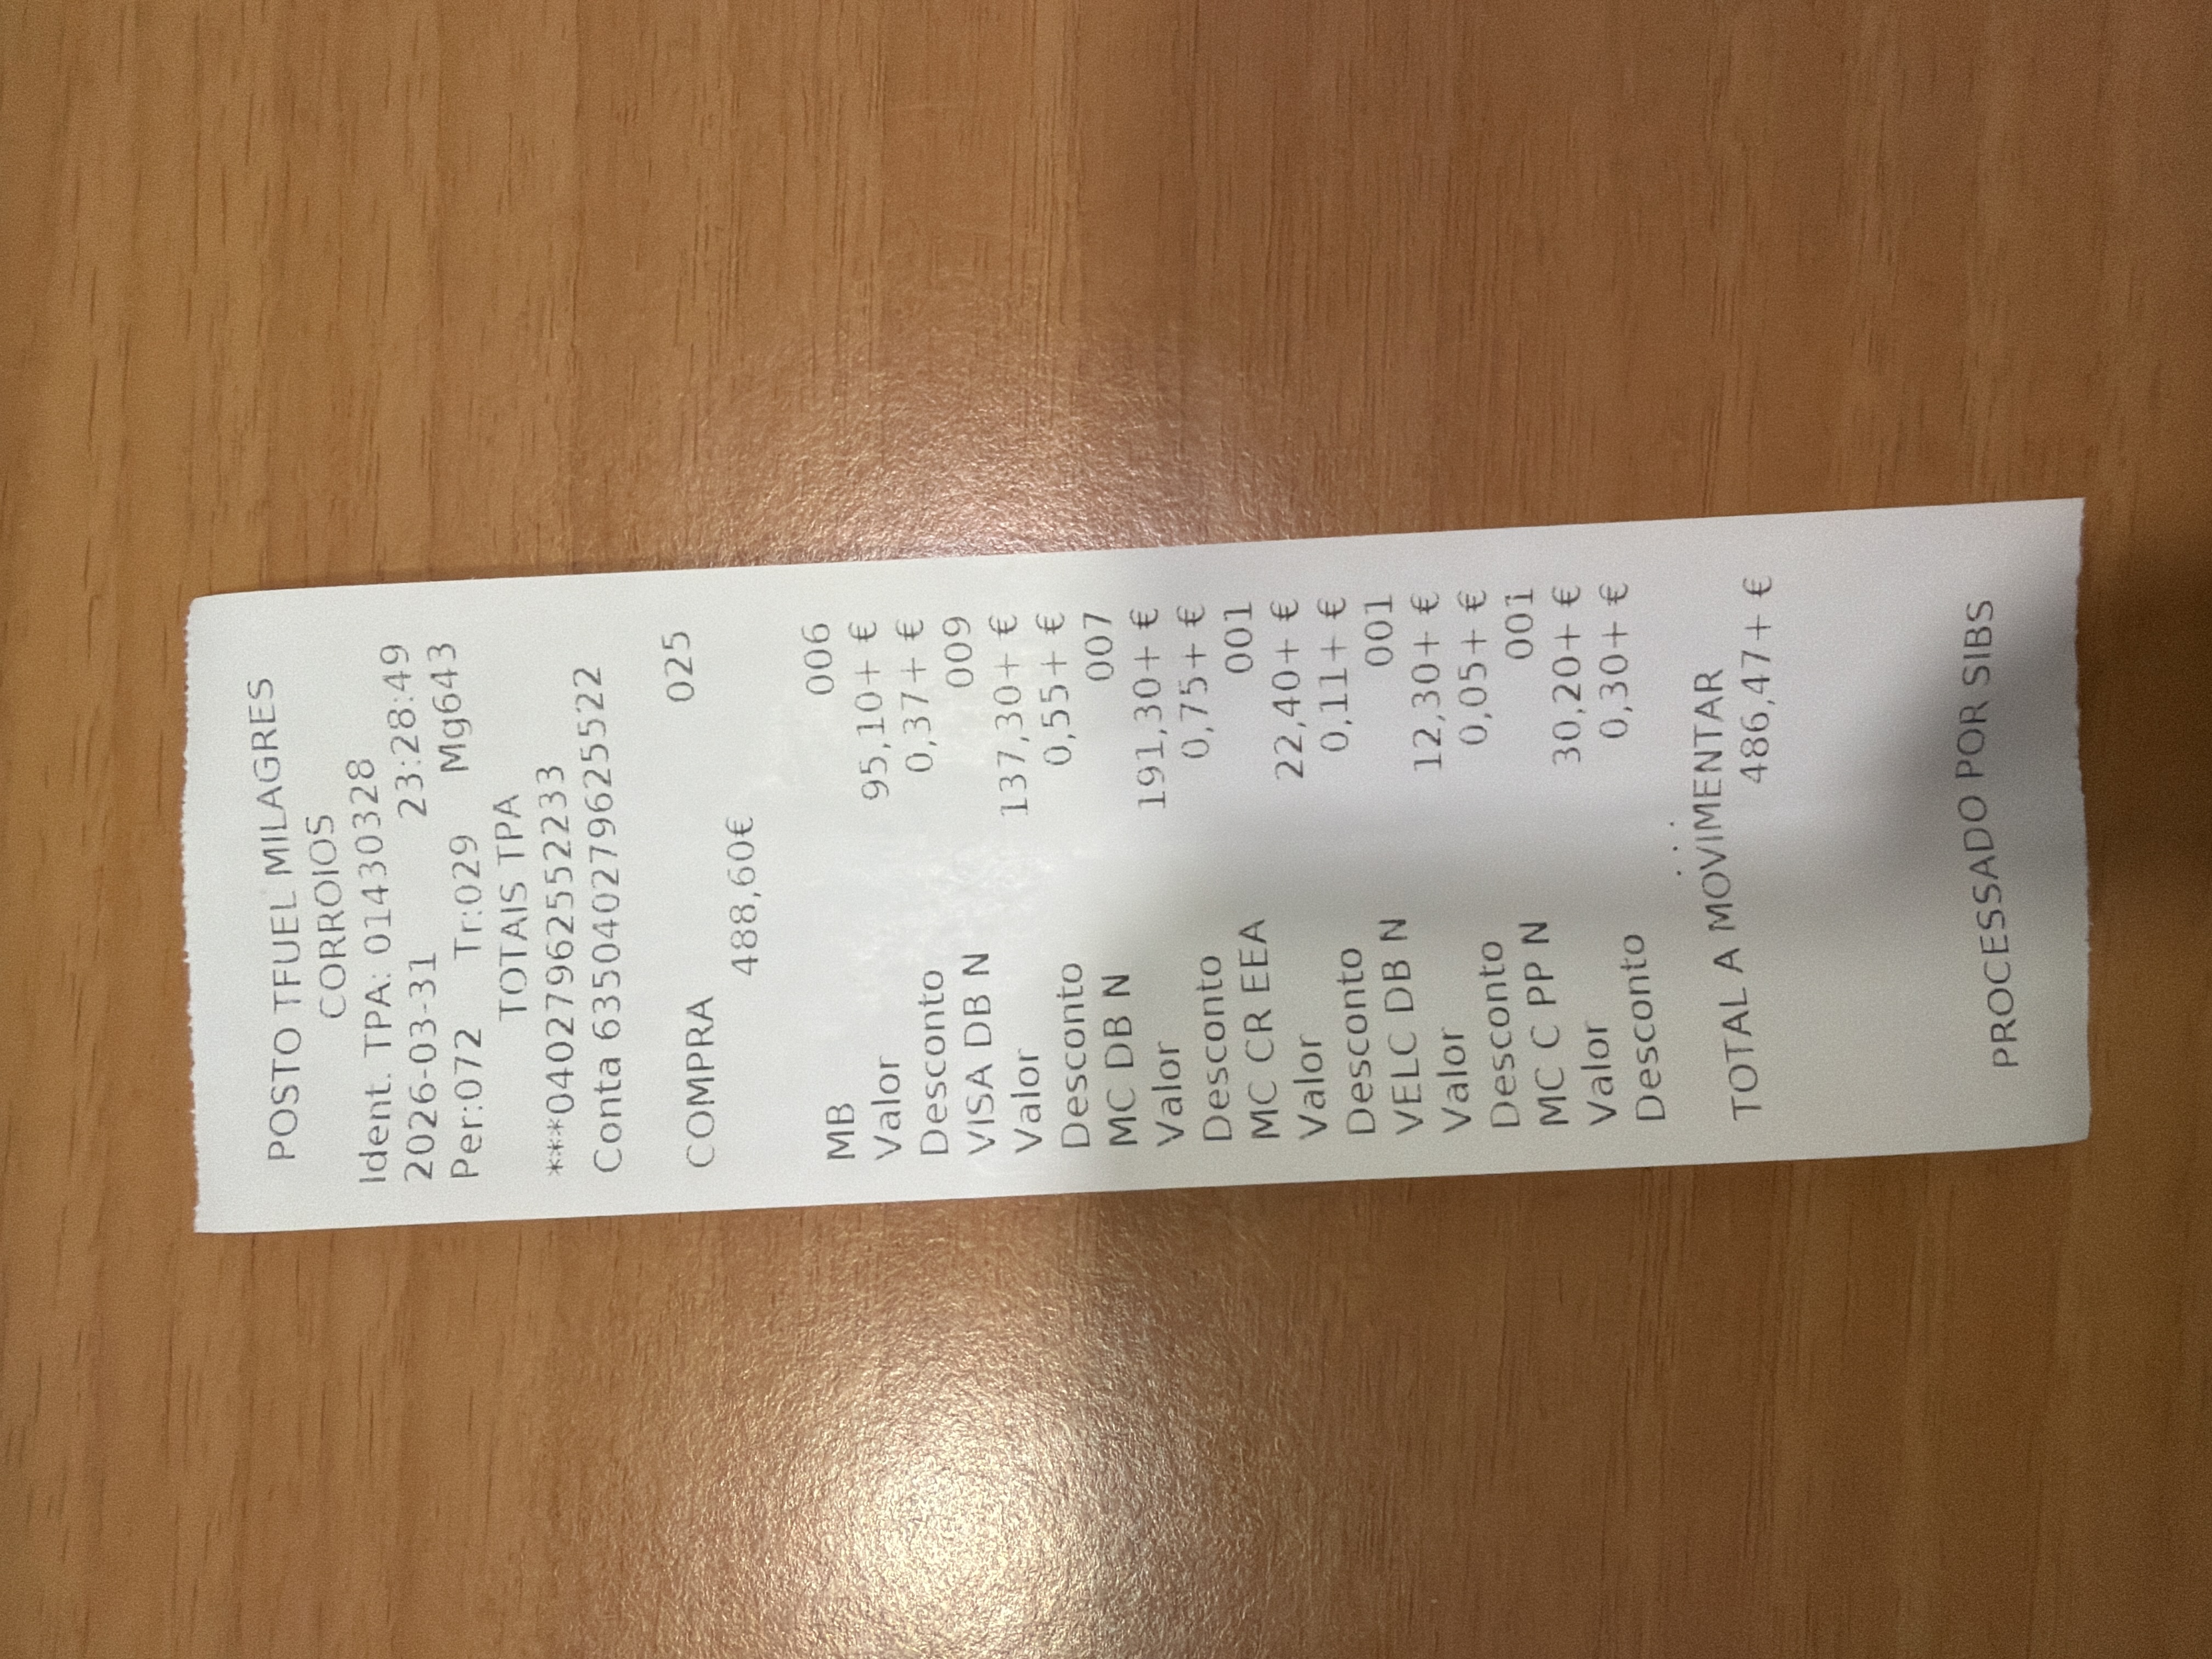 POSTO TFUEL MILAGRES
CORROIOS
Ident. TPA: 01430328
2026-03-31 23:28:49
Per:072 Tr:029 Mg643
TOTAIS TPA
***0402796255522233
Conta 6350402796255522
COMPRA 025
488,60€
MB 006
Valor 95,10+ €
Desconto 0,37+ €
VISA DB N 009
Valor 137,30+ €
Desconto 0,55+ €
MC DB N 007
Valor 191,30+ €
Desconto 0,75+ €
MC CR EEA 001
Valor 22,40+ €
Desconto 0,11+ €
VELC DB N 001
Valor 12,30+ €
Desconto 0,05+ €
MC C PP N 001
Valor 30,20+ €
Desconto 0,30+ €
TOTAL A MOVIMENTAR
486,47+ €
PROCESSADO POR SIBS